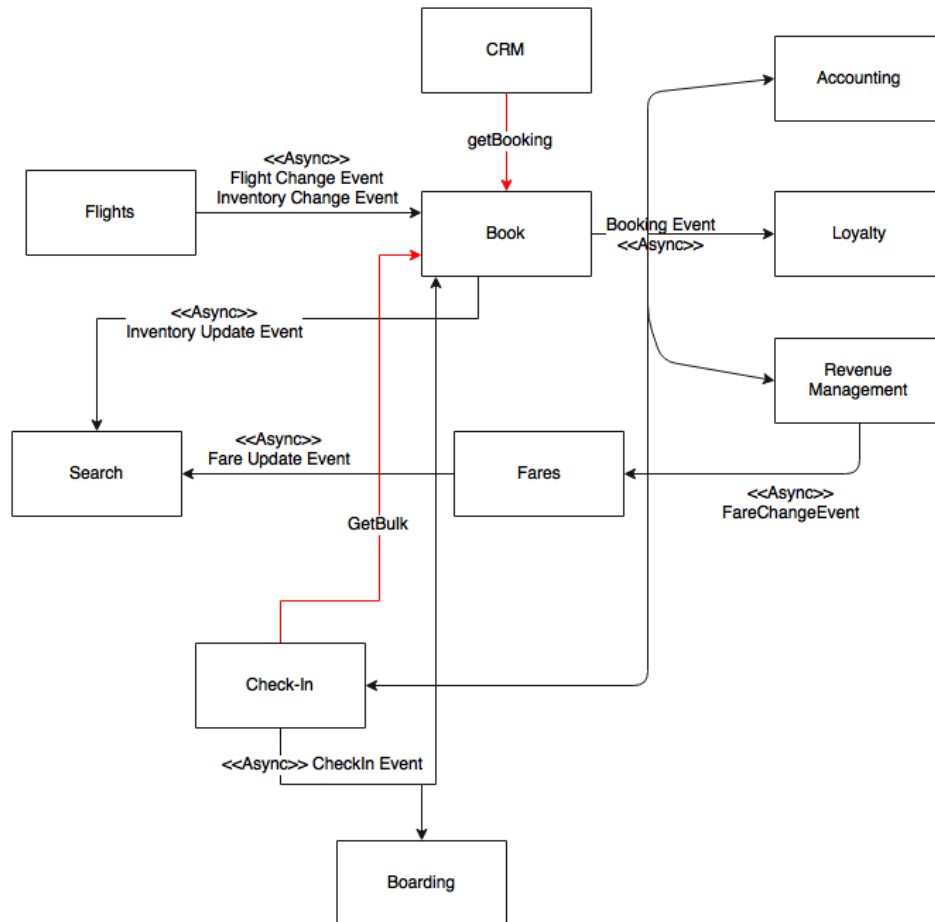 CRM
Accounting
getBooking
<<Async>>
Flight Change Event
Inventory Change Event
Flights
Book
Booking Event
<<Async>>
Loyalty
<<Async>>
Inventory Update Event
Revenue
Management
<<Async>>
Fare Update Event
Search
Fares
<<Async>>
FareChangeEvent
GetBulk
Check-In
<<Async>> CheckIn Event
Boarding